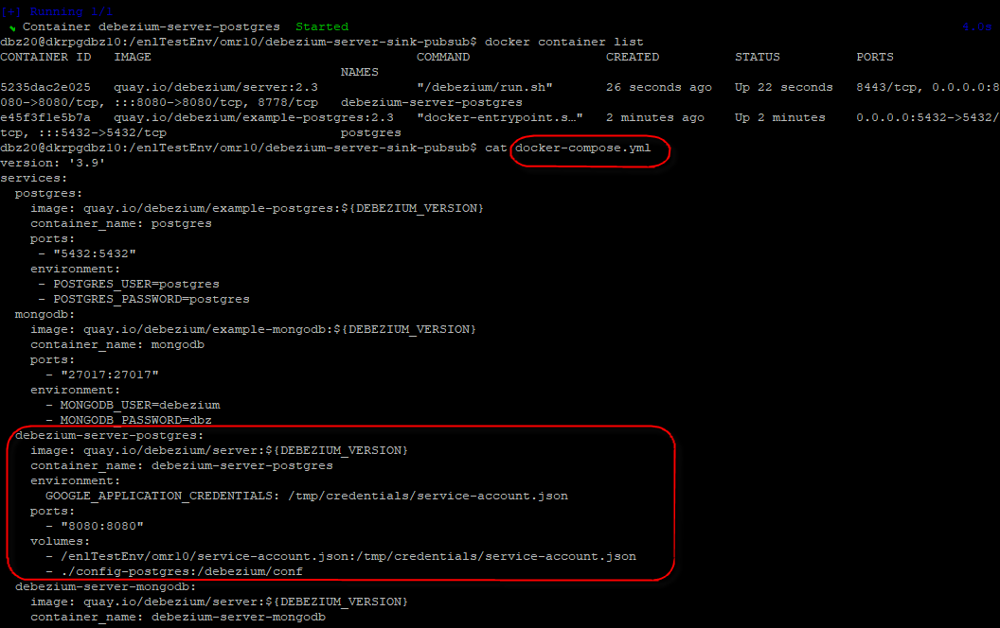 [+] Running 1/1
✔ Container debezium-server-postgres  Started                                                                                        4.0s
dbz20@dkrpgdbz10:/enlTestEnv/omr10/debezium-server-sink-pubsub$ docker container list
CONTAINER ID   IMAGE                                   COMMAND                  CREATED          STATUS          PORTS
                                             NAMES
5235dac2e025   quay.io/debezium/server:2.3             "/debezium/run.sh"       26 seconds ago   Up 22 seconds   8443/tcp, 0.0.0.0:8
080->8080/tcp, :::8080->8080/tcp, 8778/tcp   debezium-server-postgres
e45f3f1e5b7a   quay.io/debezium/example-postgres:2.3   "docker-entrypoint.s…"   2 minutes ago    Up 2 minutes    0.0.0.0:5432->5432/
tcp, :::5432->5432/tcp                       postgres
dbz20@dkrpgdbz10:/enlTestEnv/omr10/debezium-server-sink-pubsub$ cat docker-compose.yml
version: '3.9'
services:
  postgres:
    image: quay.io/debezium/example-postgres:${DEBEZIUM_VERSION}
    container_name: postgres
    ports:
     - "5432:5432"
    environment:
     - POSTGRES_USER=postgres
     - POSTGRES_PASSWORD=postgres
  mongodb:
    image: quay.io/debezium/example-mongodb:${DEBEZIUM_VERSION}
    container_name: mongodb
    ports:
      - "27017:27017"
    environment:
      - MONGODB_USER=debezium
      - MONGODB_PASSWORD=dbz
  debezium-server-postgres:
    image: quay.io/debezium/server:${DEBEZIUM_VERSION}
    container_name: debezium-server-postgres
    environment:
      GOOGLE_APPLICATION_CREDENTIALS: /tmp/credentials/service-account.json
    ports:
      - "8080:8080"
    volumes:
      - /enlTestEnv/omr10/service-account.json:/tmp/credentials/service-account.json
      - ./config-postgres:/debezium/conf
  debezium-server-mongodb:
    image: quay.io/debezium/server:${DEBEZIUM_VERSION}
    container_name: debezium-server-mongodb